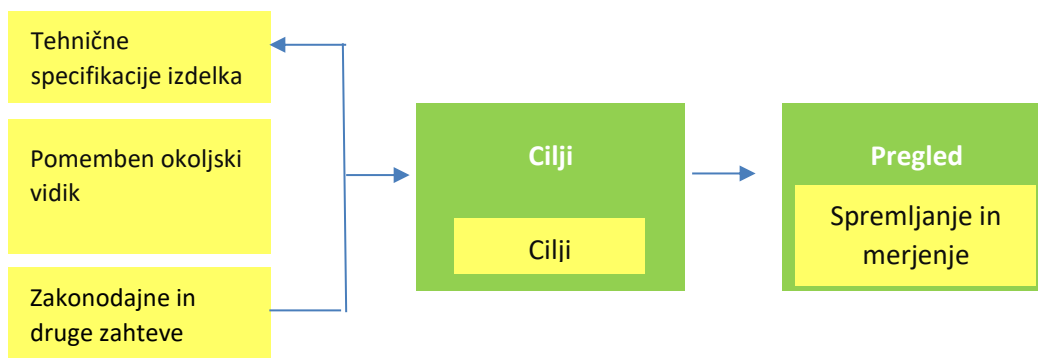 Tehnične
specifikacije izdelka
Pomemben okoljski
vidik
Zakonodajne in
druge zahteve
Cilji
Cilji
Pregled
Spremljanje in
merjenje